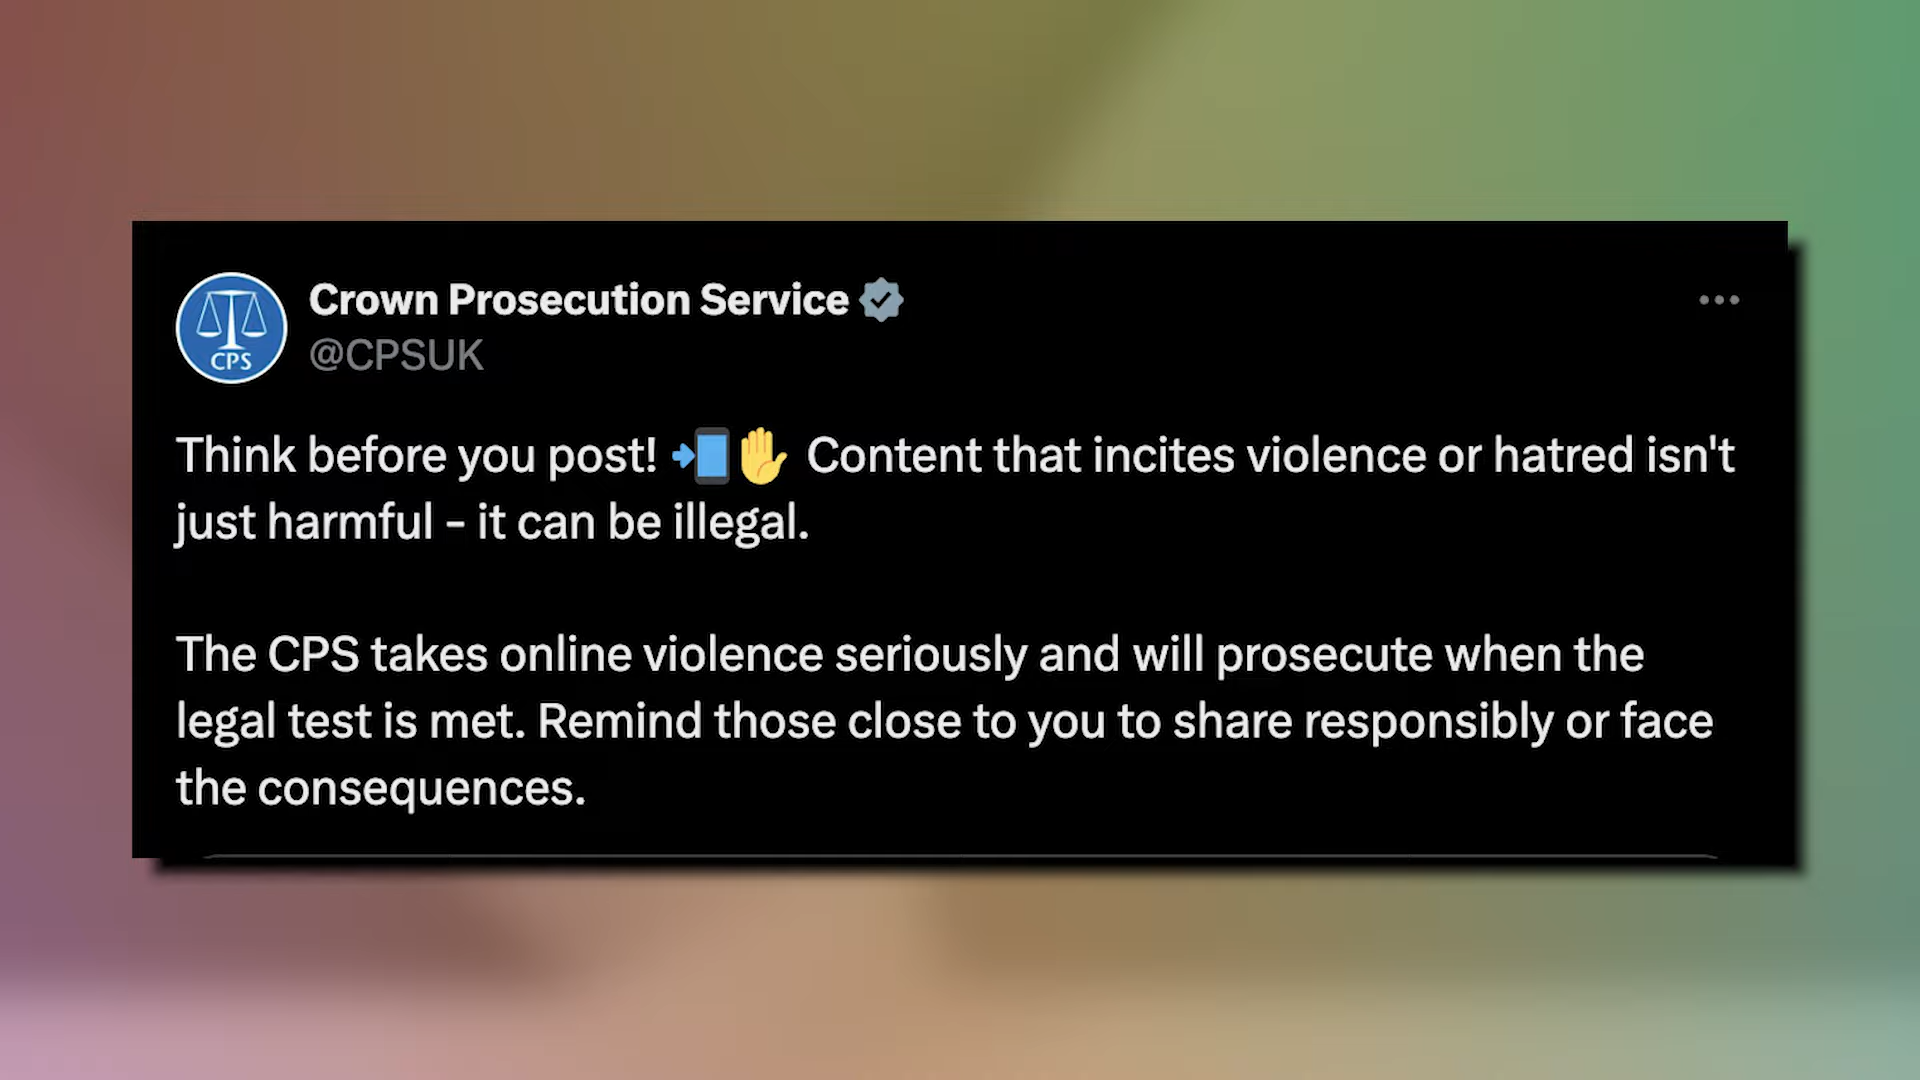 CPS
Crown Prosecution Service
@CPSUK
Think before you post! 📲✋ Content that incites violence or hatred isn't
just harmful - it can be illegal.
The CPS takes online violence seriously and will prosecute when the
legal test is met. Remind those close to you to share responsibly or face
the consequences.